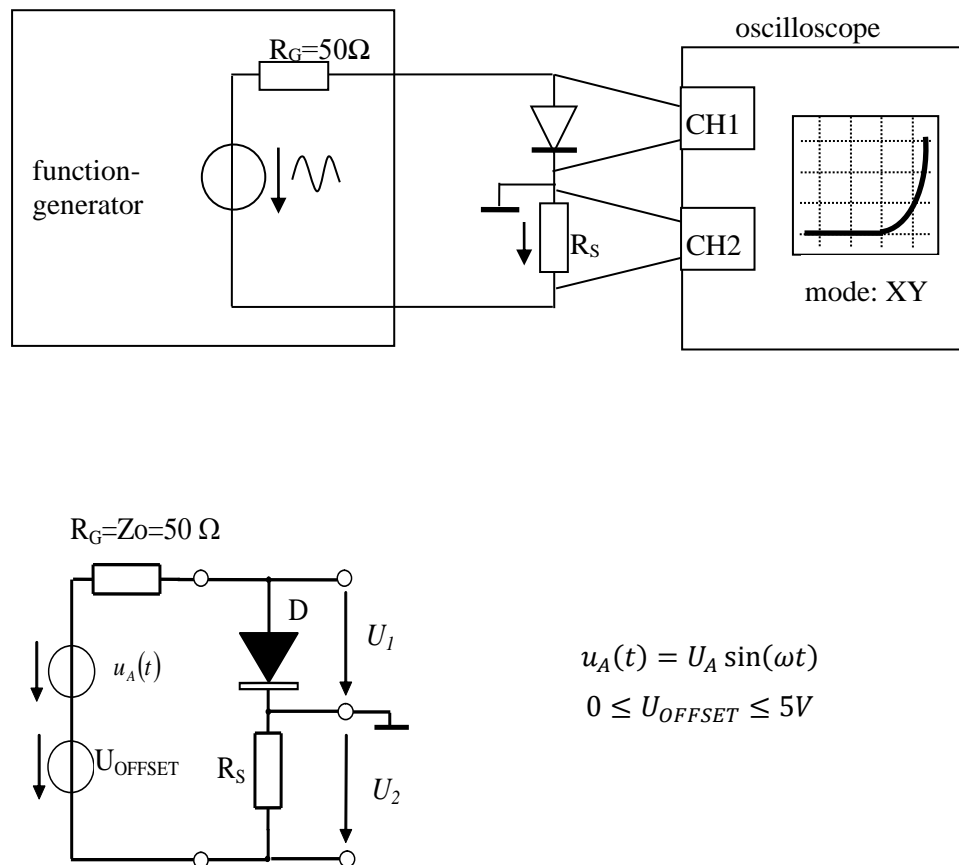 oscilloscope
R_G=50Ω
CH1
function-
generator
R_S
CH2
mode: XY
R_G=Zo=50 Ω
D
U_1
u_A(t)
u_A(t) = U_A sin(ωt)
0 ≤ U_OFFSET ≤ 5V
U_OFFSET
R_S
U_2